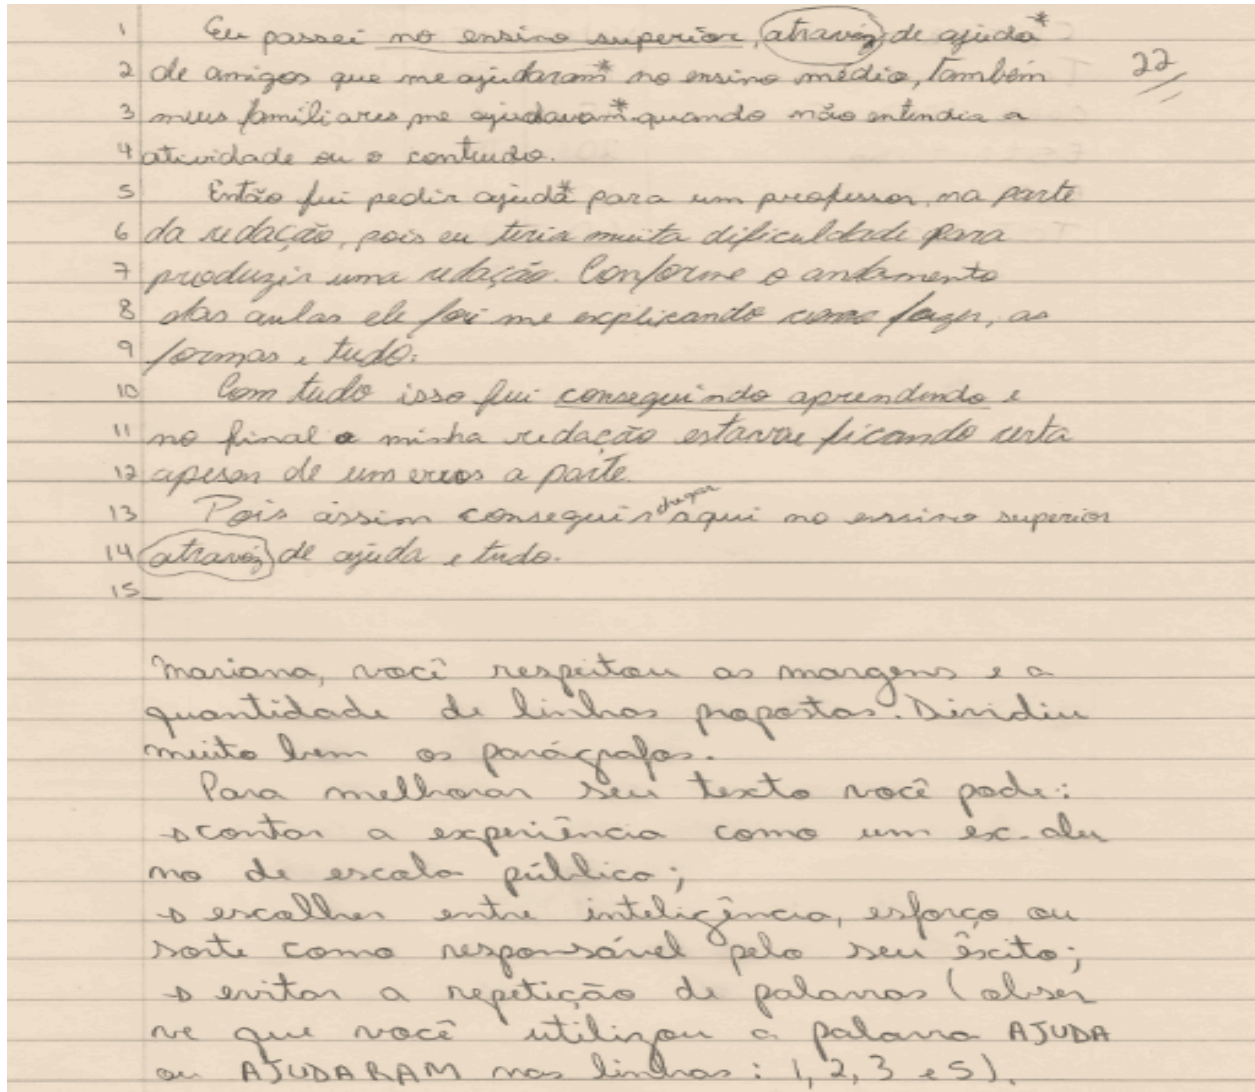 1 Eu passei no ensino superior, atravéz de ajuda*
2 de amigos que me ajudaram* no ensino médio, também
22
3 meus familiares me ajudavam* quando não entendia a
4 atividade ou o contrudo.
5 Então fui pedir ajuda* para um professor, na parte
6 da redação, pois eu teria muita dificuldade para
7 produzir uma redação. Conforme o andamento
8 das aulas ele foi me explicando como fazer, as
9 formas e tudo.
10 Com tudo isso fui conseguindo aprendendo e
11 no final a minha redação estava ficando certa
12 apesar de um erros a parte.
13 Pois assim conseguir chegar aqui no ensino superior
14 atravéz de ajuda e tudo.
15
Mariana, você respeitou as margens e a
quantidade de linhas propostas. Dividiu
muito bem os parágrafos.
Para melhorar seu texto você pode:
→ contar a experiência como um ex-alu
no de escola pública;
→ escolher entre inteligência, esforço ou
sorte como responsável pelo seu êxito;
→ evitar a repetição de palavras (obser
ve que você utilizou a palavra AJUDA
ou AJUDARAM nas linhas: 1, 2, 3 e 5).